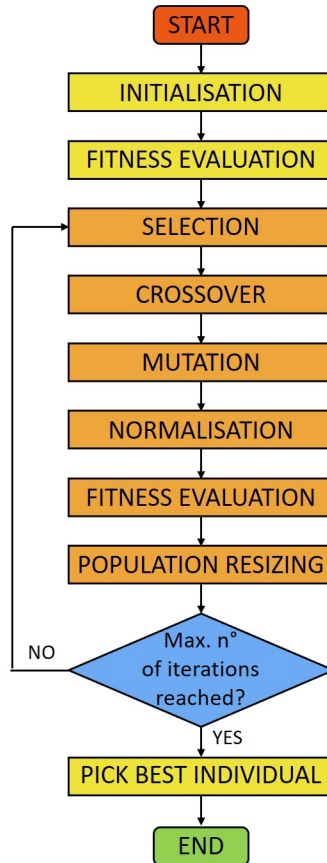 START
INITIALISATION
FITNESS EVALUATION
SELECTION
CROSSOVER
MUTATION
NORMALISATION
FITNESS EVALUATION
POPULATION RESIZING
Max. n°
of iterations
reached?
NO
YES
PICK BEST INDIVIDUAL
END